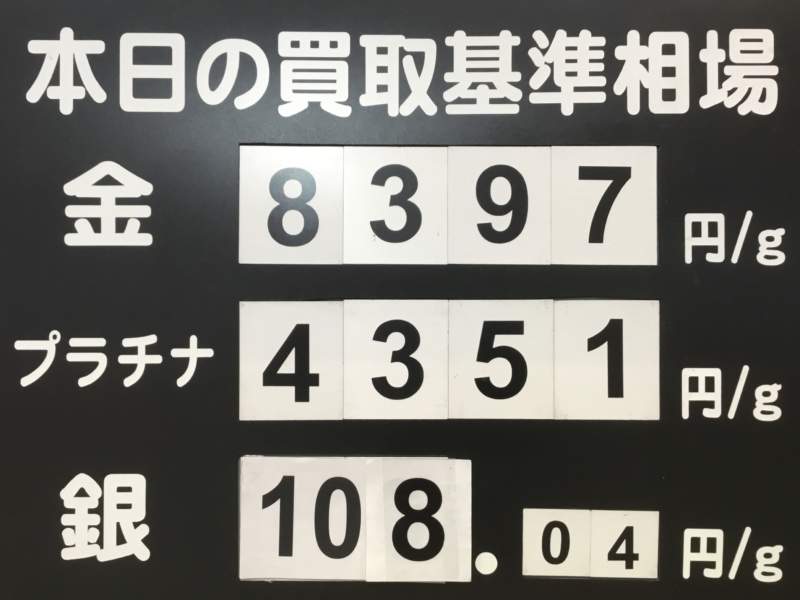 本日の買取基準相場
金 8397 円/g
プラチナ 4351 円/g
銀 108.04 円/g